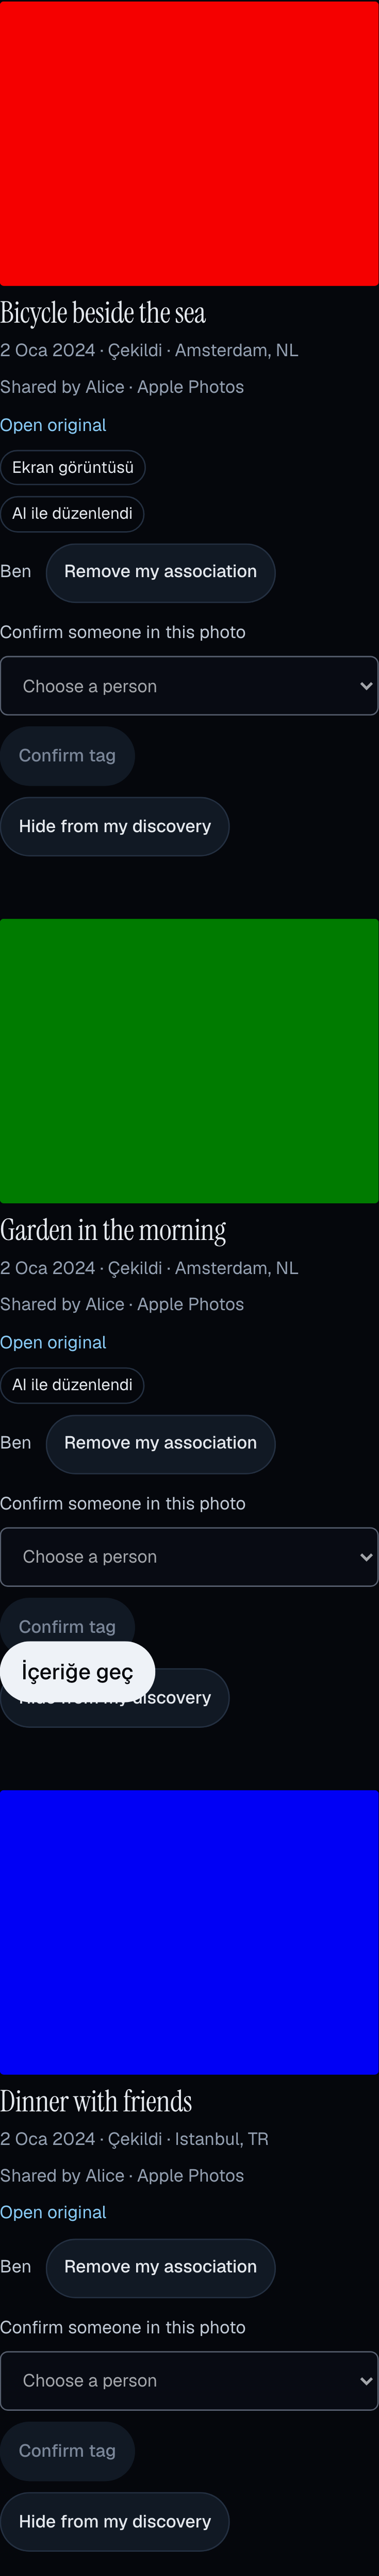 Bicycle beside the sea
2 Oca 2024 · Çekildi · Amsterdam, NL
Shared by Alice · Apple Photos
Open original
Ekran görüntüsü
AI ile düzenlendi
Ben Remove my association
Confirm someone in this photo
Choose a person
Confirm tag
Hide from my discovery
Garden in the morning
2 Oca 2024 · Çekildi · Amsterdam, NL
Shared by Alice · Apple Photos
Open original
AI ile düzenlendi
Ben Remove my association
Confirm someone in this photo
Choose a person
Confirm tag
İçeriğe geç
discovery
Dinner with friends
2 Oca 2024 · Çekildi · Istanbul, TR
Shared by Alice · Apple Photos
Open original
Ben Remove my association
Confirm someone in this photo
Choose a person
Confirm tag
Hide from my discovery